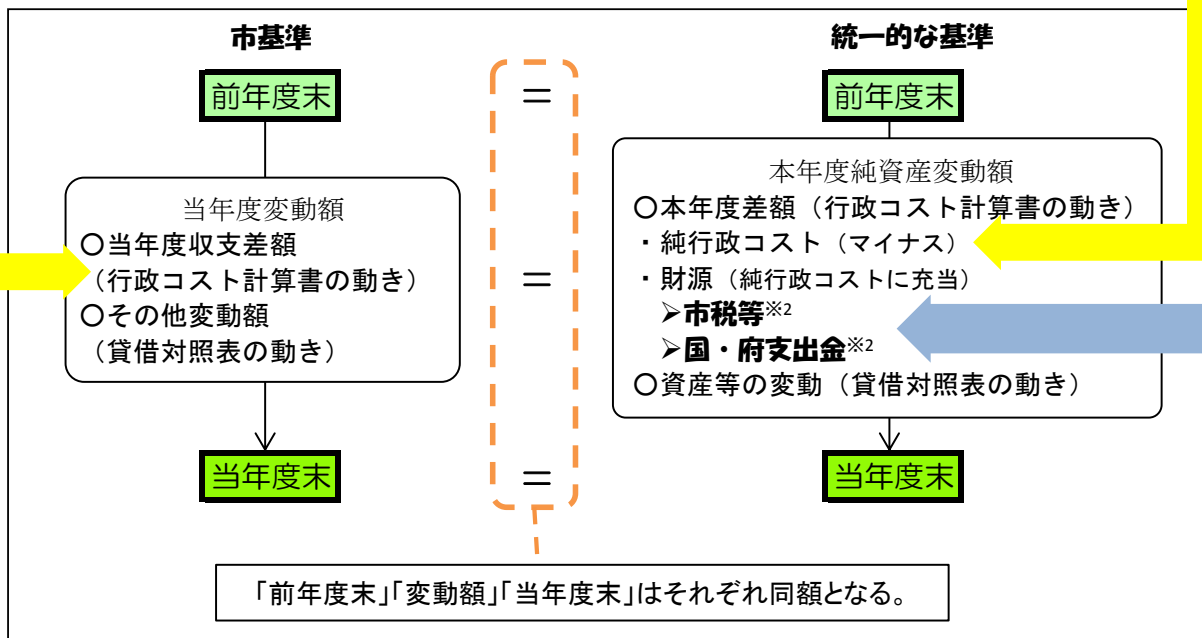 市基準
前年度末
当年度変動額
○当年度収支差額
(行政コスト計算書の動き)
○その他変動額
(貸借対照表の動き)
当年度末
=
=
=
統一的な基準
前年度末
本年度純資産変動額
○本年度差額(行政コスト計算書の動き)
・純行政コスト(マイナス)
・財源(純行政コストに充当)
➢市税等※2
➢国・府支出金※2
○資産等の変動(貸借対照表の動き)
当年度末
「前年度末」「変動額」「当年度末」はそれぞれ同額となる。